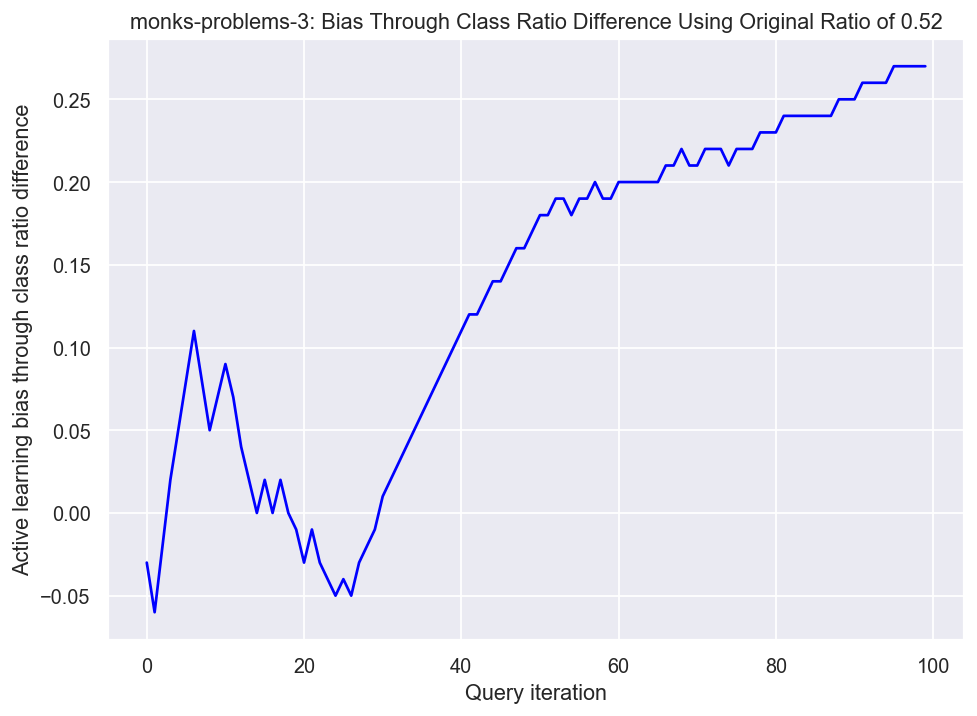 monks-problems-3: Bias Through Class Ratio Difference Using Original Ratio of 0.52
Active learning bias through class ratio difference
0.25
0.20
0.15
0.10
0.05
0.00
−0.05
0 20 40 60 80 100
Query iteration